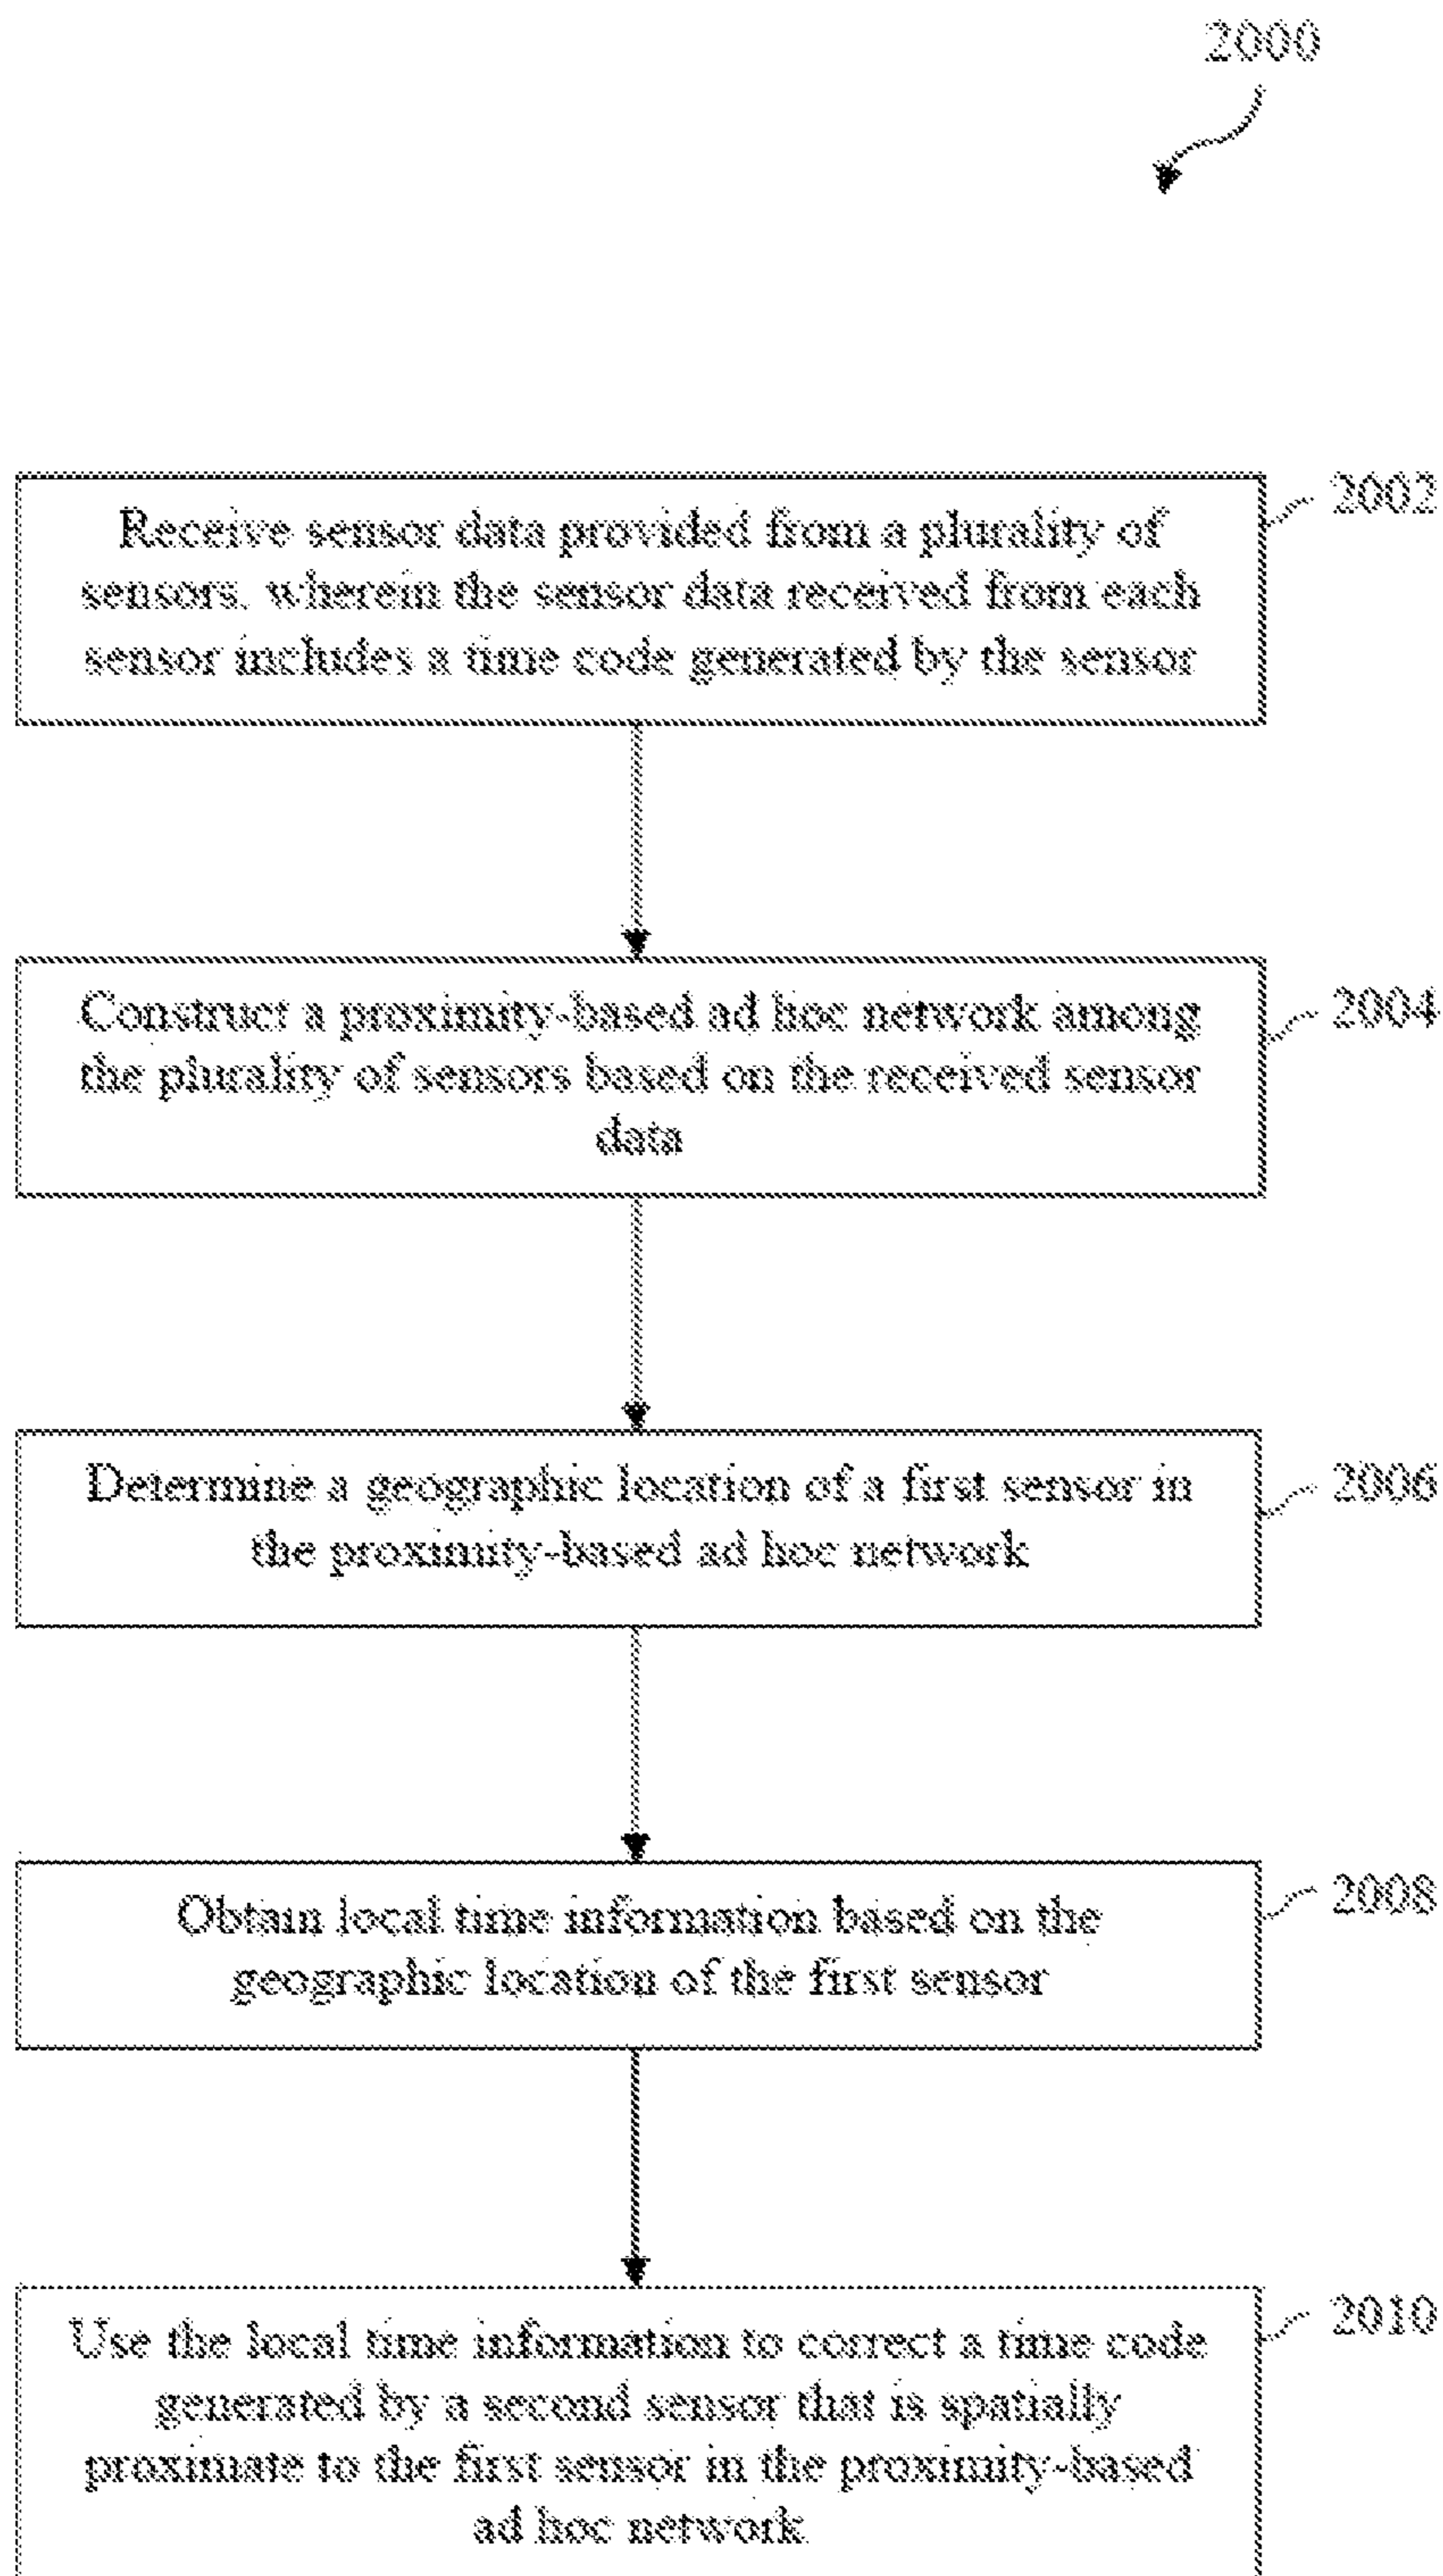 2000
Receive sensor data provided from a plurality of
2002
sensors, wherein the sensor data received from each
sensor includes a time code generated by the sensor
Construct a proximity-based ad hoc network among
2004
the plurality of sensors based on the received sensor
data
Determine a geographic location of a first sensor in
2006
the proximity-based ad hoc network
Obtain local time information based on the
2008
geographic location of the first sensor
Use the local time information to correct a time code
2010
generated by a second sensor that is spatially
proximate to the first sensor in the proximity-based
ad hoc network